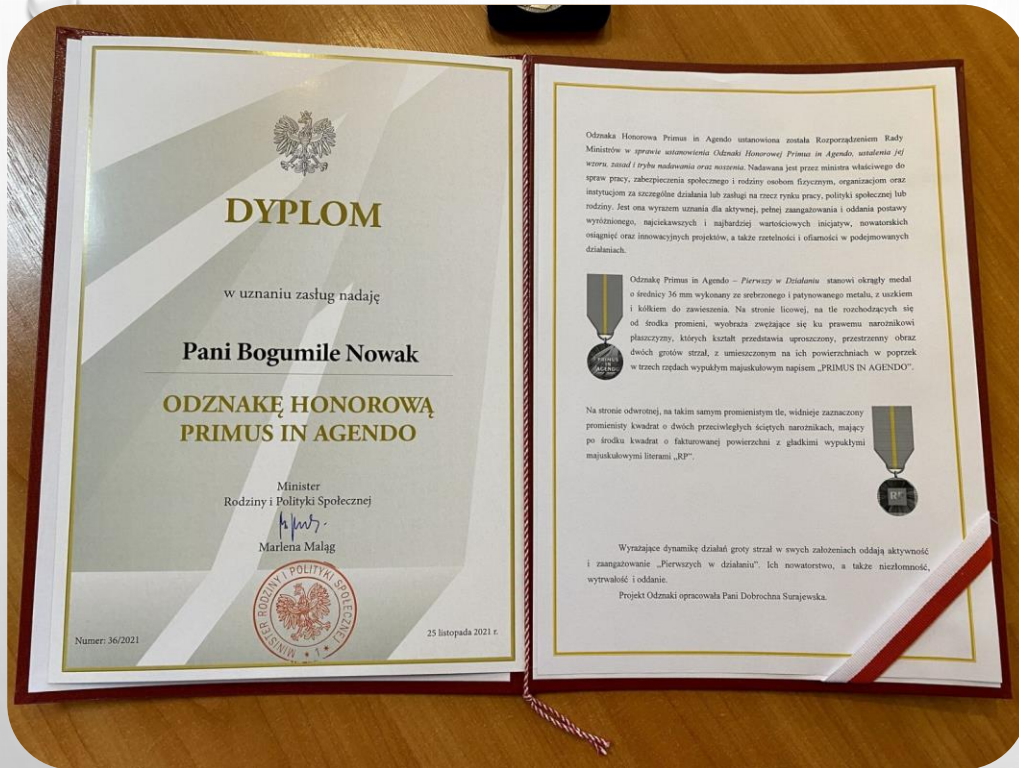 DYPLOM
w uznaniu zasług nadaję
Pani Bogumile Nowak
ODZNAKĘ HONOROWĄ
PRIMUS IN AGENDO
Minister
Rodziny i Polityki Społecznej
Marlena Maląg
MINISTER RODZINY I POLITYKI SPOŁECZNEJ
* 1 *
Numer: 36/2021
25 listopada 2021 r.
Odznaka Honorowa Primus in Agendo ustanowiona została Rozporządzeniem Rady
Ministrów w sprawie ustanowienia Odznaki Honorowej Primus in Agendo, ustalenia jej
wzoru, zasad i trybu nadawania oraz noszenia. Nadawana jest przez ministra właściwego do
spraw pracy, zabezpieczenia społecznego i rodziny osobom fizycznym, organizacjom oraz
instytucjom za szczególne działania lub zasługi na rzecz rynku pracy, polityki społecznej lub
rodziny. Jest ona wyrazem uznania dla aktywnej, pełnej zaangażowania i oddania postawy
wyróżnionego, najciekawszych i najbardziej wartościowych inicjatyw, nowatorskich
osiągnięć oraz innowacyjnych projektów, a także rzetelności i ofiarności w podejmowanych
działaniach.
Odznakę Primus in Agendo – Pierwszy w Działaniu stanowi okrągły medal
o średnicy 36 mm wykonany ze srebrzonego i patynowanego metalu, z uszkiem
i kółkiem do zawieszenia. Na stronie licowej, na tle rozchodzących się
od środka promieni, wyobraża zwężające się ku prawemu narożnikowi
płaszczyzny, których kształt przedstawia uproszczony, przestrzenny obraz
dwóch grotów strzał, z umieszczonym na ich powierzchniach w poprzek
w trzech rzędach wypukłym majuskułowym napisem „PRIMUS IN AGENDO”.
PRIMUS
IN
AGENDO
Na stronie odwrotnej, na takim samym promienistym tle, widnieje zaznaczony
promienisty kwadrat o dwóch przeciwległych ściętych narożnikach, mający
po środku kwadrat o fakturowanej powierzchni z gładkimi wypukłymi
majuskułowymi literami „RP”.
RP
Wyrażające dynamikę działań groty strzał w swych założeniach oddają aktywność
i zaangażowanie „Pierwszych w działaniu”. Ich nowatorstwo, a także niezłomność,
wytrwałość i oddanie.
Projekt Odznaki opracowała Pani Dobrochna Surajewska.